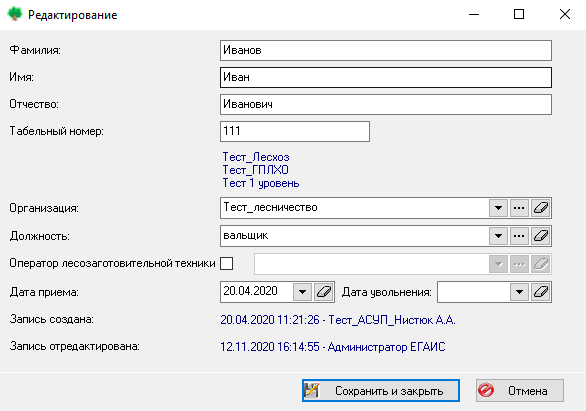 Редактирование
Фамилия: Иванов
Имя: Иван
Отчество: Иванович
Табельный номер: 111
Тест_Лесхоз
Тест_ГПЛХО
Тест 1 уровень
Организация: Тест_лесничество
Должность: вальщик
Оператор лесозаготовительной техники
Дата приема: 20.04.2020 Дата увольнения:
Запись создана: 20.04.2020 11:21:26 - Тест_АСУП_Нистюк А.А.
Запись отредактирована: 12.11.2020 16:14:55 - Администратор ЕГАИС
Сохранить и закрыть Отмена